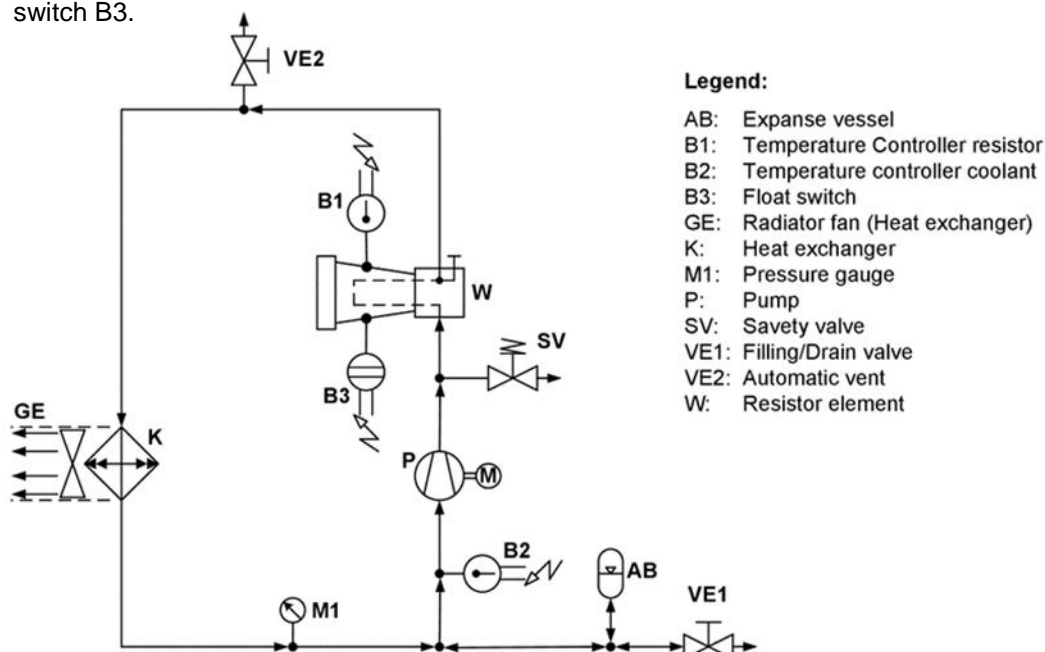 switch B3.
VE2
B1
W
SV
B3
GE
K
P
M
B2
AB
M1
VE1
Legend:
AB: Expanse vessel
B1: Temperature Controller resistor
B2: Temperature controller coolant
B3: Float switch
GE: Radiator fan (Heat exchanger)
K: Heat exchanger
M1: Pressure gauge
P: Pump
SV: Savety valve
VE1: Filling/Drain valve
VE2: Automatic vent
W: Resistor element